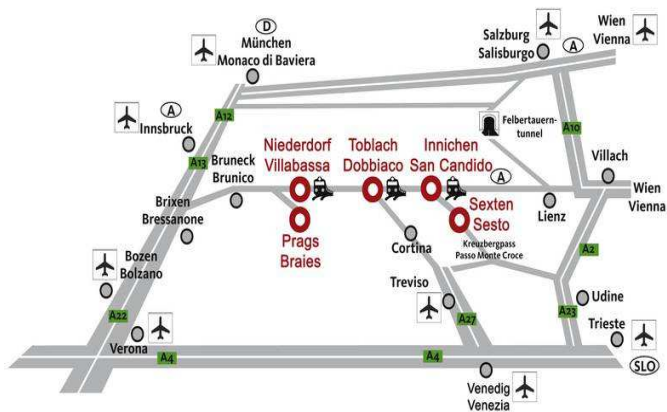 D
München
Monaco di Baviera
Salzburg
Salisburgo
A
Wien
Vienna
A
Innsbruck
A12
A13
Felbertauern-
tunnel
A10
Niederdorf
Villabassa
Toblach
Dobbiaco
Innichen
San Candido
Bruneck
Brunico
A
Villach
Wien
Vienna
Brixen
Bressanone
Sexten
Sesto
Lienz
Prags
Braies
Cortina
Kreuzbergpass
Passo Monte Croce
A2
Bozen
Bolzano
Treviso
Udine
A22
A27
A23
Trieste
Verona
A4
A4
SLO
Venedig
Venezia